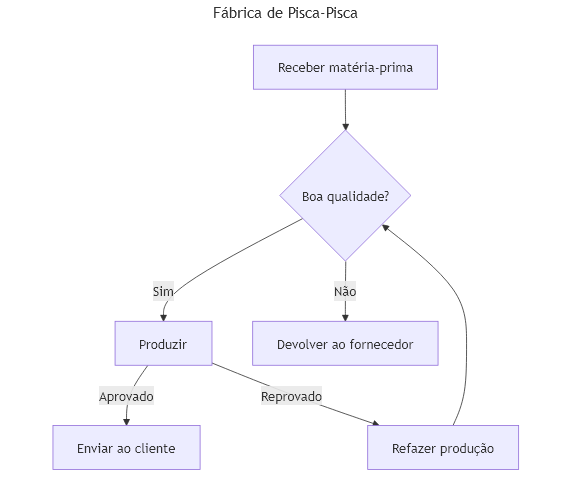 Fábrica de Pisca-Pisca
Receber matéria-prima
Boa qualidade?
Sim
Não
Produzir
Devolver ao fornecedor
Aprovado
Reprovado
Enviar ao cliente
Refazer produção